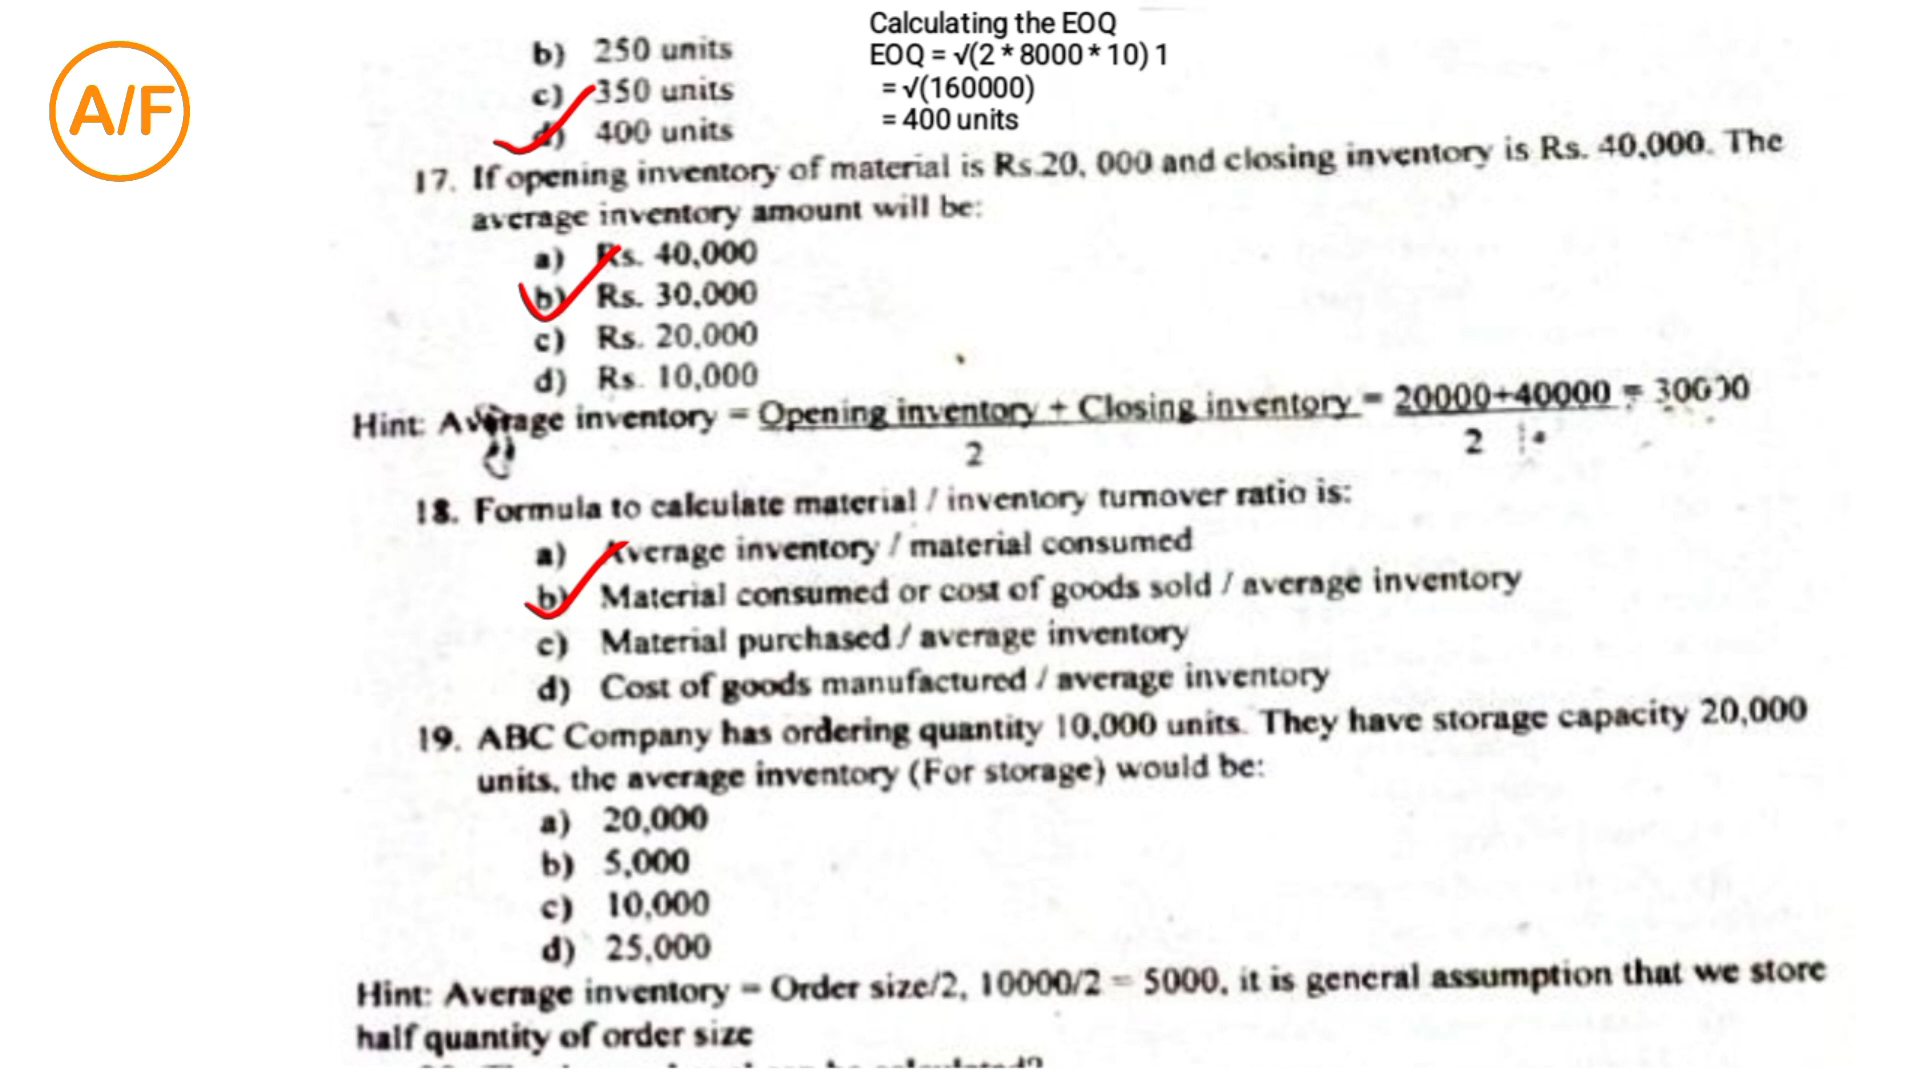 A/F
Calculating the EOQ
EOQ = √(2 * 8000 * 10) 1
= √(160000)
= 400 units
b) 250 units
c) 350 units
d) 400 units
17. If opening inventory of material is Rs.20, 000 and closing inventory is Rs. 40,000. The
average inventory amount will be:
a) Rs. 40,000
b) Rs. 30,000
c) Rs. 20,000
d) Rs. 10,000
Hint: Average inventory = Opening inventory + Closing inventory = 20000+40000 = 30000
2 2
18. Formula to calculate material / inventory turnover ratio is:
a) Average inventory / material consumed
b) Material consumed or cost of goods sold / average inventory
c) Material purchased / average inventory
d) Cost of goods manufactured / average inventory
19. ABC Company has ordering quantity 10,000 units. They have storage capacity 20,000
units, the average inventory (For storage) would be:
a) 20,000
b) 5,000
c) 10,000
d) 25,000
Hint: Average inventory = Order size/2, 10000/2 = 5000, it is general assumption that we store
half quantity of order size